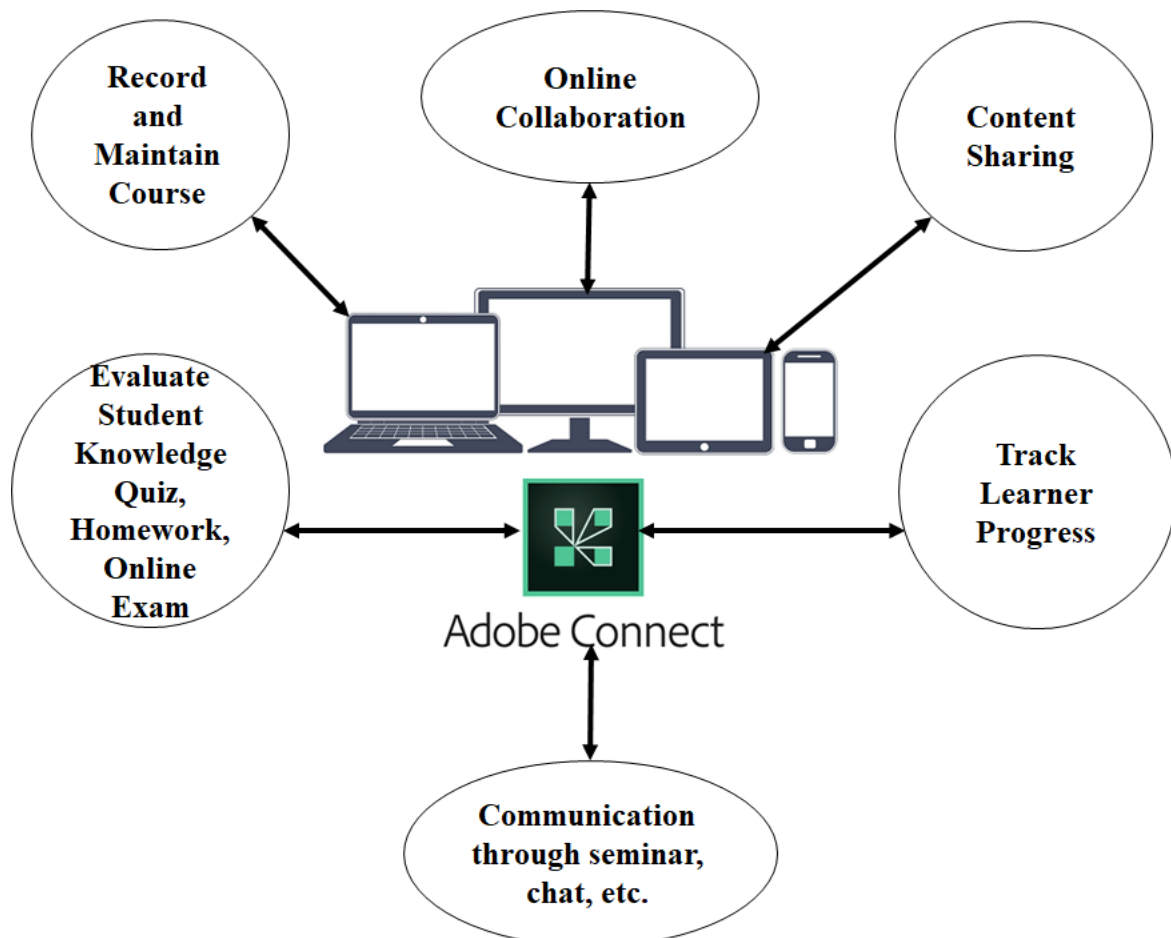 Record
and
Maintain
Course
Online
Collaboration
Content
Sharing
Evaluate
Student
Knowledge
Quiz,
Homework,
Online
Exam
Track
Learner
Progress
Adobe Connect
Communication
through seminar,
chat, etc.